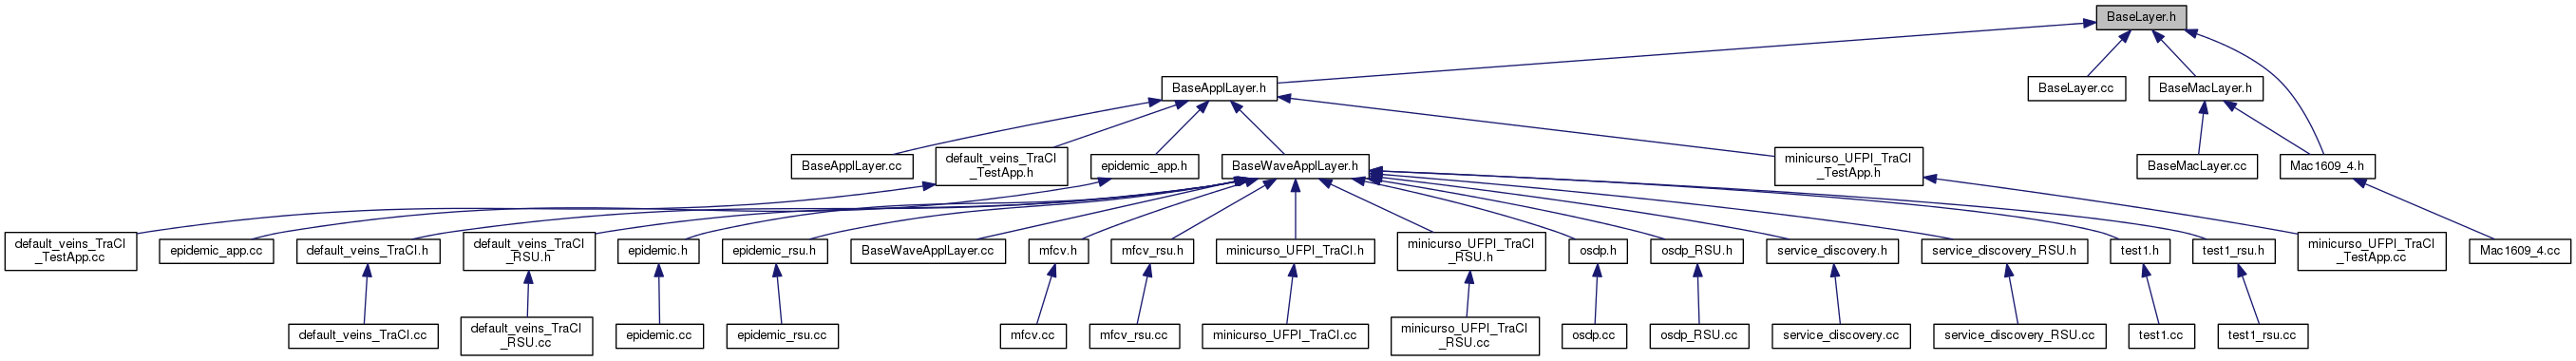 BaseLayer.h
BaseApplLayer.h
BaseLayer.cc
BaseMacLayer.h
BaseApplLayer.cc
default_veins_TraCI
_TestApp.h
epidemic_app.h
BaseWaveApplLayer.h
minicurso_UFPI_TraCI
_TestApp.h
BaseMacLayer.cc
Mac1609_4.h
default_veins_TraCI
_TestApp.cc
epidemic_app.cc
default_veins_TraCI.h
default_veins_TraCI
_RSU.h
epidemic.h
epidemic_rsu.h
BaseWaveApplLayer.cc
mfcv.h
mfcv_rsu.h
minicurso_UFPI_TraCI.h
minicurso_UFPI_TraCI
_RSU.h
osdp.h
osdp_RSU.h
service_discovery.h
service_discovery_RSU.h
test1.h
test1_rsu.h
minicurso_UFPI_TraCI
_TestApp.cc
Mac1609_4.cc
default_veins_TraCI.cc
default_veins_TraCI
_RSU.cc
epidemic.cc
epidemic_rsu.cc
mfcv.cc
mfcv_rsu.cc
minicurso_UFPI_TraCI.cc
minicurso_UFPI_TraCI
_RSU.cc
osdp.cc
osdp_RSU.cc
service_discovery.cc
service_discovery_RSU.cc
test1.cc
test1_rsu.cc